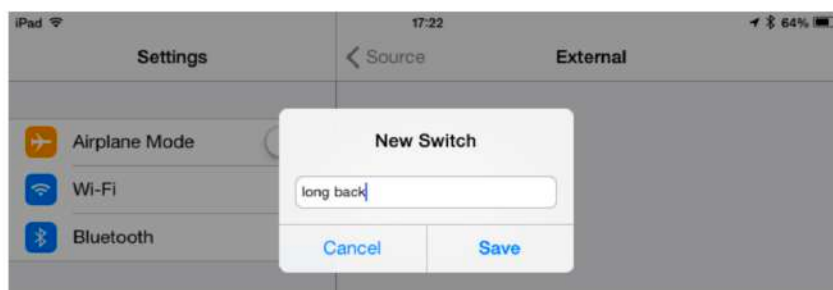 iPad 17:22 64%
Settings Source External
New Switch
Airplane Mode
long back
Wi-Fi
Cancel Save
Bluetooth